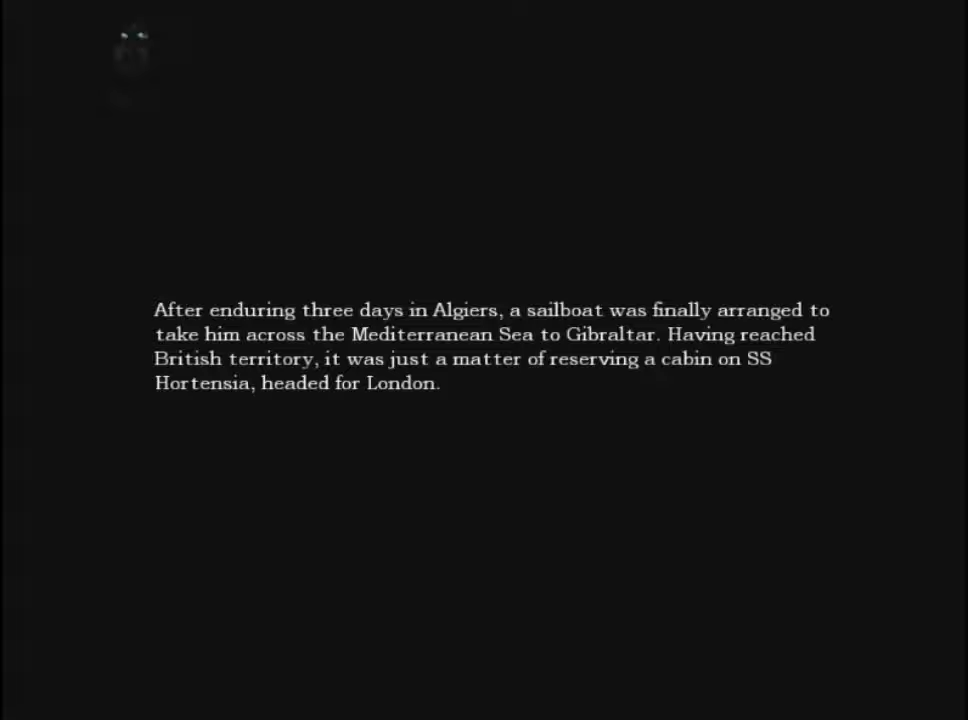 After enduring three days in Algiers, a sailboat was finally arranged to
take him across the Mediterranean Sea to Gibraltar. Having reached
British territory, it was just a matter of reserving a cabin on SS
Hortensia, headed for London.